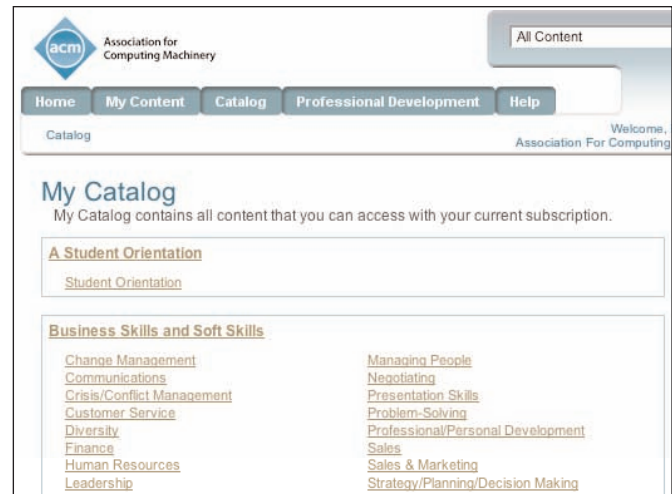 acm
Association for
Computing Machinery
All Content
Home My Content Catalog Professional Development Help
Catalog
Welcome,
Association For Computing
My Catalog
My Catalog contains all content that you can access with your current subscription.
A Student Orientation
Student Orientation
Business Skills and Soft Skills
Change Management
Communications
Crisis/Conflict Management
Customer Service
Diversity
Finance
Human Resources
Leadership
Managing People
Negotiating
Presentation Skills
Problem-Solving
Professional/Personal Development
Sales
Sales & Marketing
Strategy/Planning/Decision Making